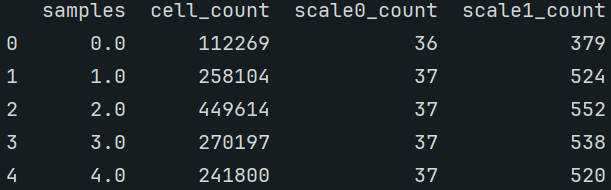 samples cell_count scale0_count scale1_count
0 0.0 112269 36 379
1 1.0 258104 37 524
2 2.0 449614 37 552
3 3.0 270197 37 538
4 4.0 241800 37 520